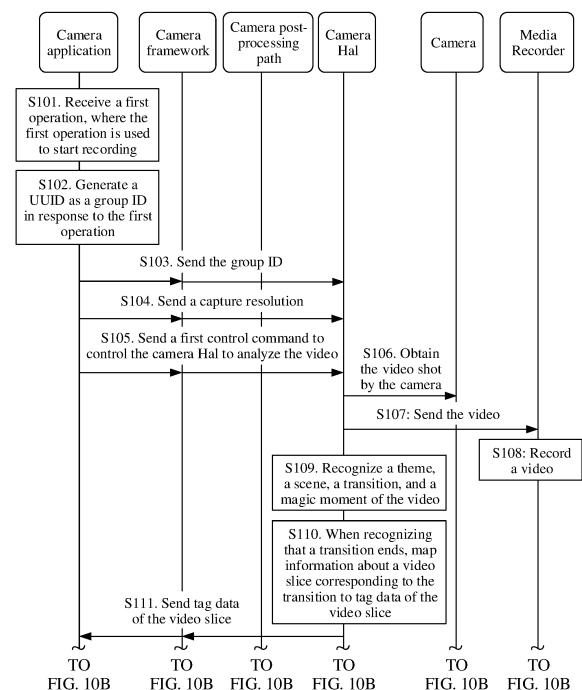 Camera
application
Camera
framework
Camera post-
processing
path
Camera
Hal
Camera
Media
Recorder
S101. Receive a first
operation, where the
first operation is used
to start recording
S102. Generate a
UUID as a group ID
in response to the first
operation
S103. Send the group ID
S104. Send a capture resolution
S105. Send a first control command to
control the camera Hal to analyze the video
S106. Obtain
the video shot
by the camera
S107: Send the video
S108: Record
a video
S109. Recognize a theme,
a scene, a transition, and a
magic moment of the video
S110. When recognizing
that a transition ends, map
information about a video
slice corresponding to the
transition to tag data of the
video slice
S111. Send tag data
of the video slice
TO
FIG. 10B
TO
FIG. 10B
TO
FIG. 10B
TO
FIG. 10B
TO
FIG. 10B
TO
FIG. 10B